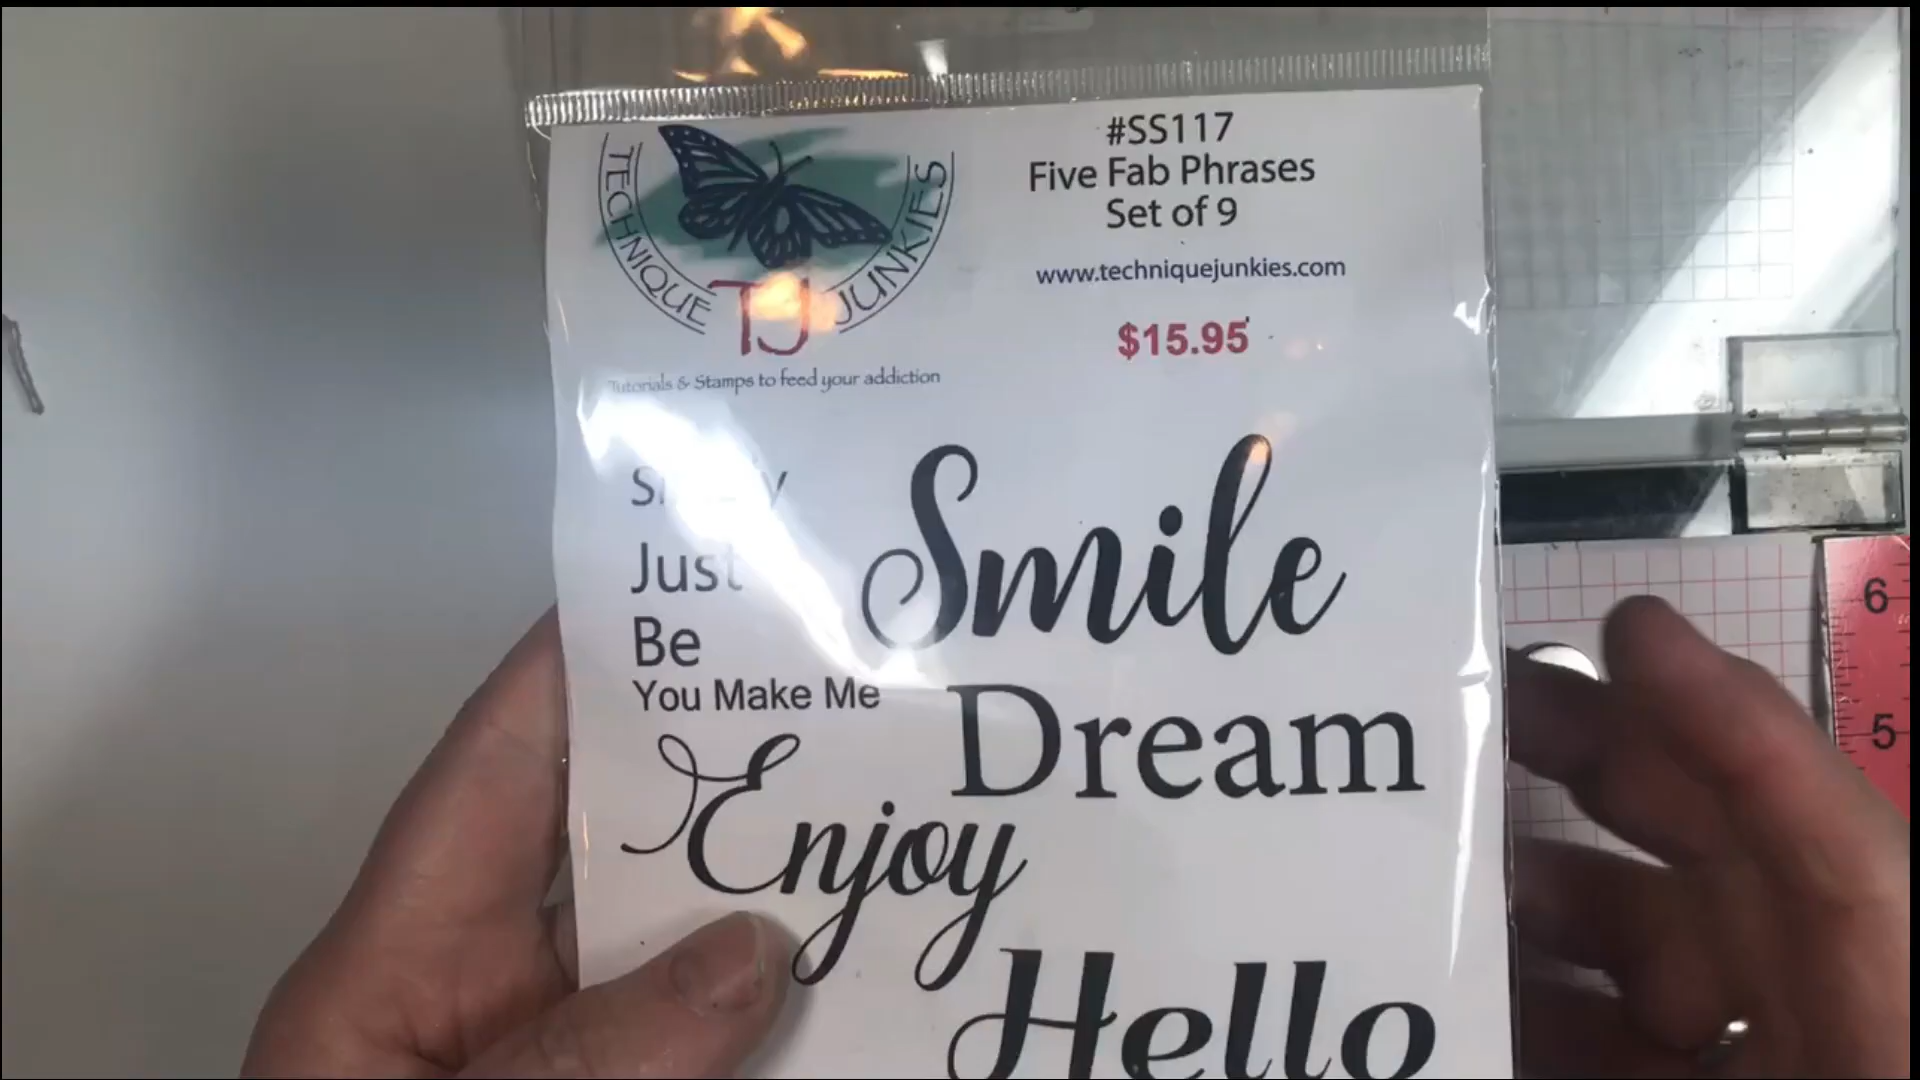 TECHNIQUE JUNKIES
TJ
Tutorials & Stamps to feed your addiction
#SS117
Five Fab Phrases
Set of 9
www.techniquejunkies.com
$15.95
Smile
Just
Be
You Make Me
Dream
Enjoy
Hello
6
5